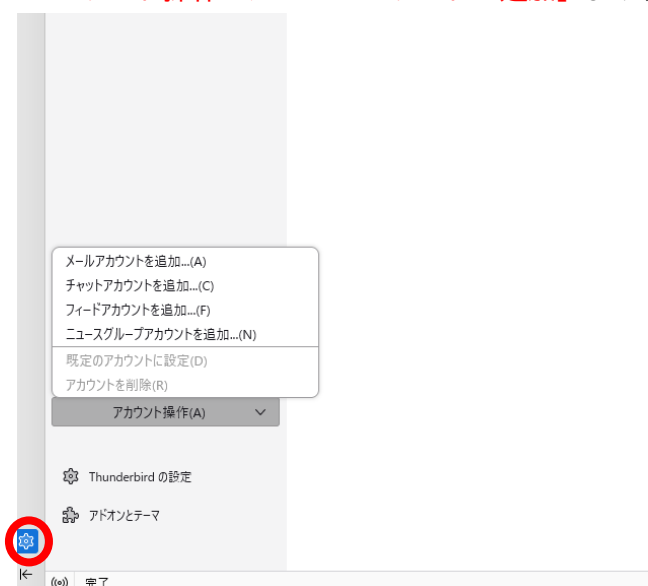 メールアカウントを追加...(A)
チャットアカウントを追加...(C)
フィードアカウントを追加...(F)
ニュースグループアカウントを追加...(N)
既定のアカウントに設定(D)
アカウントを削除(R)
アカウント操作(A)
Thunderbird の設定
アドオンとテーマ
完了